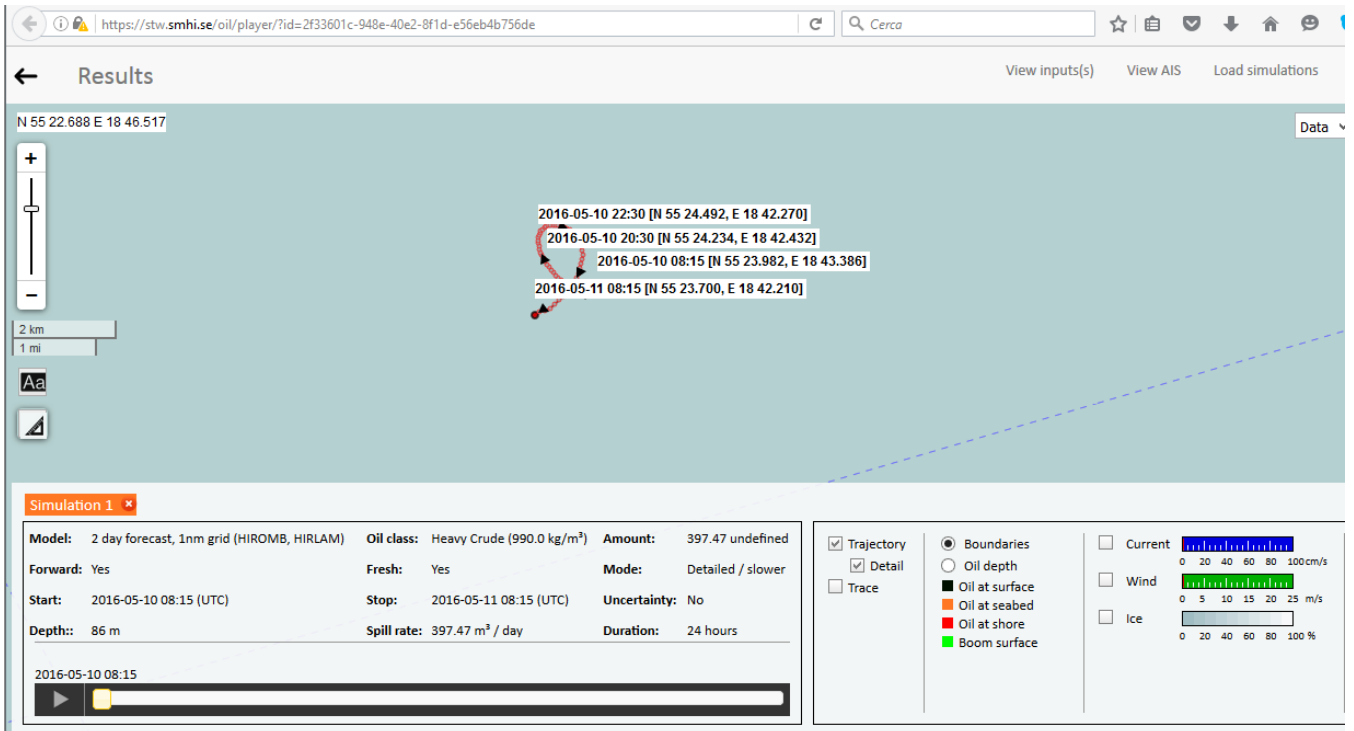 https://stw.smhi.se/oil/player/?id=2f33601c-948e-40e2-8f1d-e56eb4b756de
Cerca
Results
View inputs(s) View AIS Load simulations
N 55 22.688 E 18 46.517
Data
2016-05-10 22:30 [N 55 24.492, E 18 42.270]
2016-05-10 20:30 [N 55 24.234, E 18 42.432]
2016-05-10 08:15 [N 55 23.982, E 18 43.386]
2016-05-11 08:15 [N 55 23.700, E 18 42.210]
2 km
1 mi
Aa
Simulation 1
Model: 2 day forecast, 1nm grid (HIROMB, HIRLAM) Oil class: Heavy Crude (990.0 kg/m³) Amount: 397.47 undefined
Forward: Yes Fresh: Yes Mode: Detailed / slower
Start: 2016-05-10 08:15 (UTC) Stop: 2016-05-11 08:15 (UTC) Uncertainty: No
Depth:: 86 m Spill rate: 397.47 m³ / day Duration: 24 hours
2016-05-10 08:15
Trajectory
Detail
Trace
Boundaries
Oil depth
Oil at surface
Oil at seabed
Oil at shore
Boom surface
Current
0 20 40 60 80 100 cm/s
Wind
0 5 10 15 20 25 m/s
Ice
0 20 40 60 80 100 %